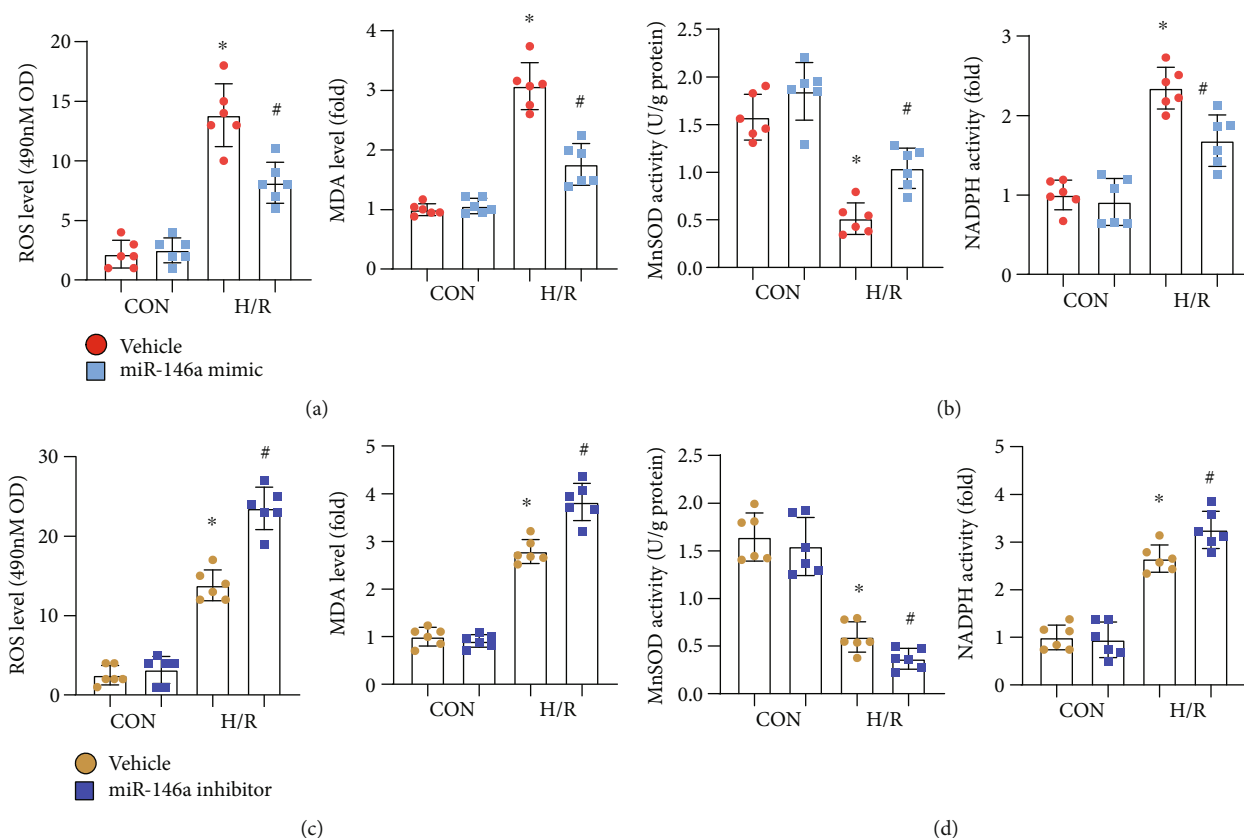 ROS level (490nM OD)
20
15
10
5
0
*
#
CON
H/R
MDA level (fold)
4
3
2
1
0
*
#
CON
H/R
MnSOD activity (U/g protein)
2.5
2.0
1.5
1.0
0.5
0.0
*
#
CON
H/R
NADPH activity (fold)
3
2
1
0
*
#
CON
H/R
Vehicle
miR-146a mimic
(a)
(b)
ROS level (490nM OD)
30
20
10
0
*
#
CON
H/R
MDA level (fold)
5
4
3
2
1
0
*
#
CON
H/R
MnSOD activity (U/g protein)
2.5
2.0
1.5
1.0
0.5
0.0
*
#
CON
H/R
NADPH activity (fold)
5
4
3
2
1
0
*
#
CON
H/R
Vehicle
miR-146a inhibitor
(c)
(d)